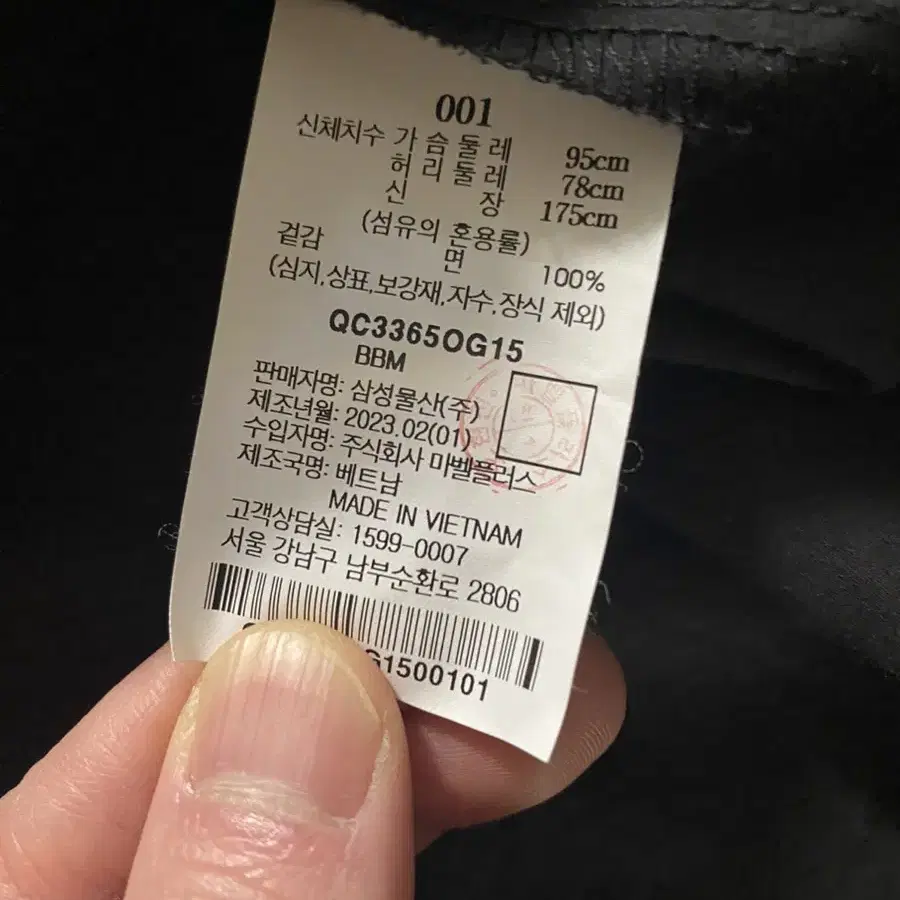 001
신체치수 가슴둘레 95cm
허리둘레 78cm
신장 175cm
(섬유의 혼용률)
겉감 면 100%
(심지,상표,보강재,자수,장식 제외)
QC3365OG15
BBM
판매자명: 삼성물산(주)
제조년월: 2023.02(01)
수입자명: 주식회사 마벨플러스
제조국명: 베트남
MADE IN VIETNAM
고객상담실: 1599-0007
서울 강남구 남부순환로 2806
G1500101